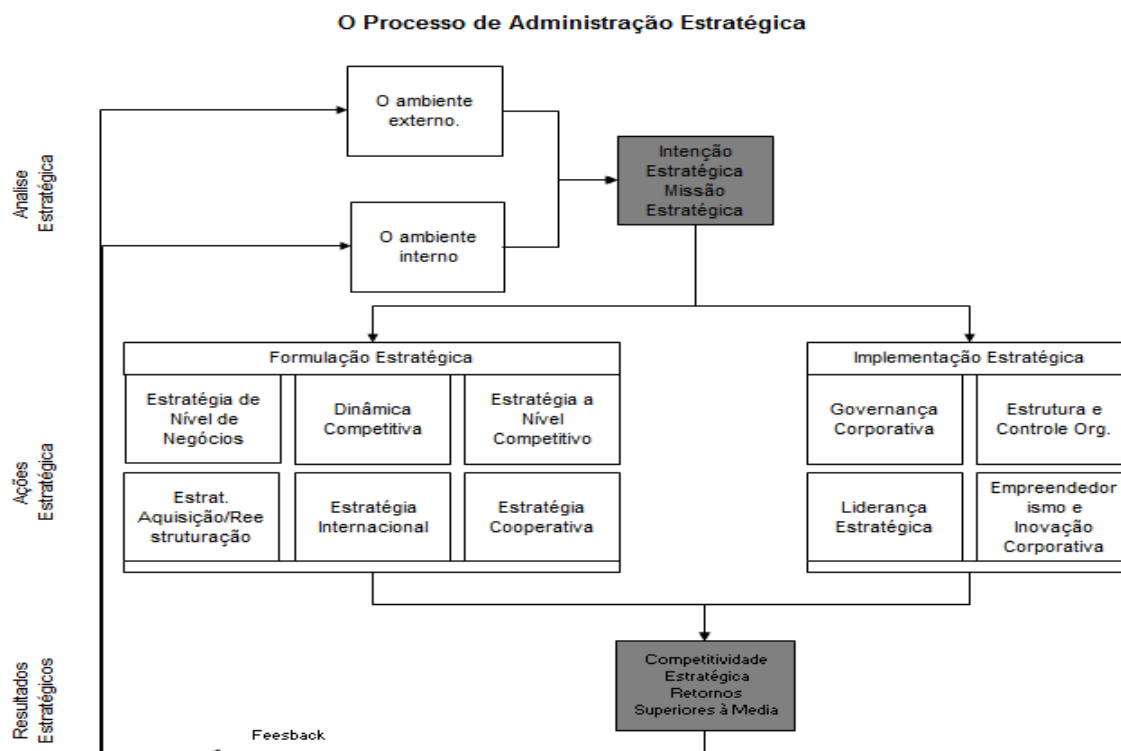 O Processo de Administração Estratégica
Analise
Estratégica
O ambiente
externo.
O ambiente
interno
Intenção
Estratégica
Missão
Estratégica
Ações
Estratégica
Formulação Estratégica
Estratégia de
Nível de
Negócios
Dinâmica
Competitiva
Estratégia a
Nível
Competitivo
Estrat.
Aquisição/Ree
struturação
Estratégia
Internacional
Estratégia
Cooperativa
Implementação Estratégica
Governança
Corporativa
Estrutura e
Controle Org.
Liderança
Estratégica
Empreendedor
ismo e
Inovação
Corporativa
Resultados
Estratégicos
Competitividade
Estratégica
Retornos
Superiores à Media
Feesback